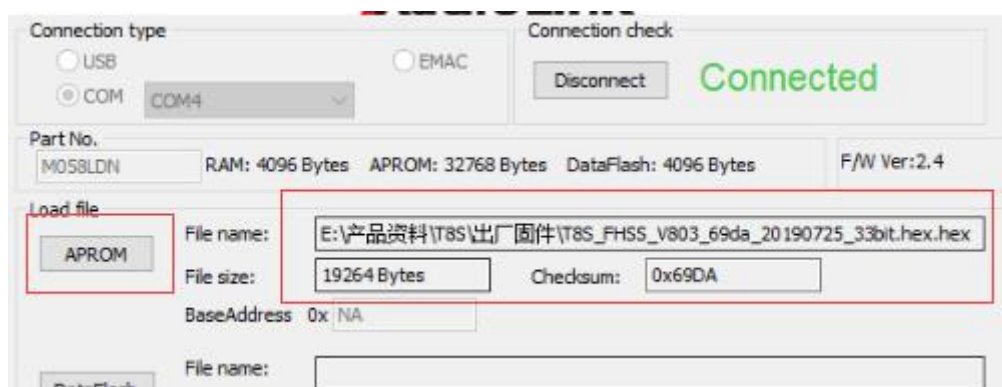 Connection type
Connection check
USB
EMAC
Disconnect
Connected
COM
COM4
Part No.
M058LDN
RAM: 4096 Bytes APROM: 32768 Bytes DataFlash: 4096 Bytes
F/W Ver:2.4
Load file
APROM
File name:
E:\产品资料\T8S\出厂固件\T8S_FHSS_V803_69da_20190725_33bit.hex.hex
File size:
19264 Bytes
Checksum:
0x69DA
BaseAddress 0x NA
File name: